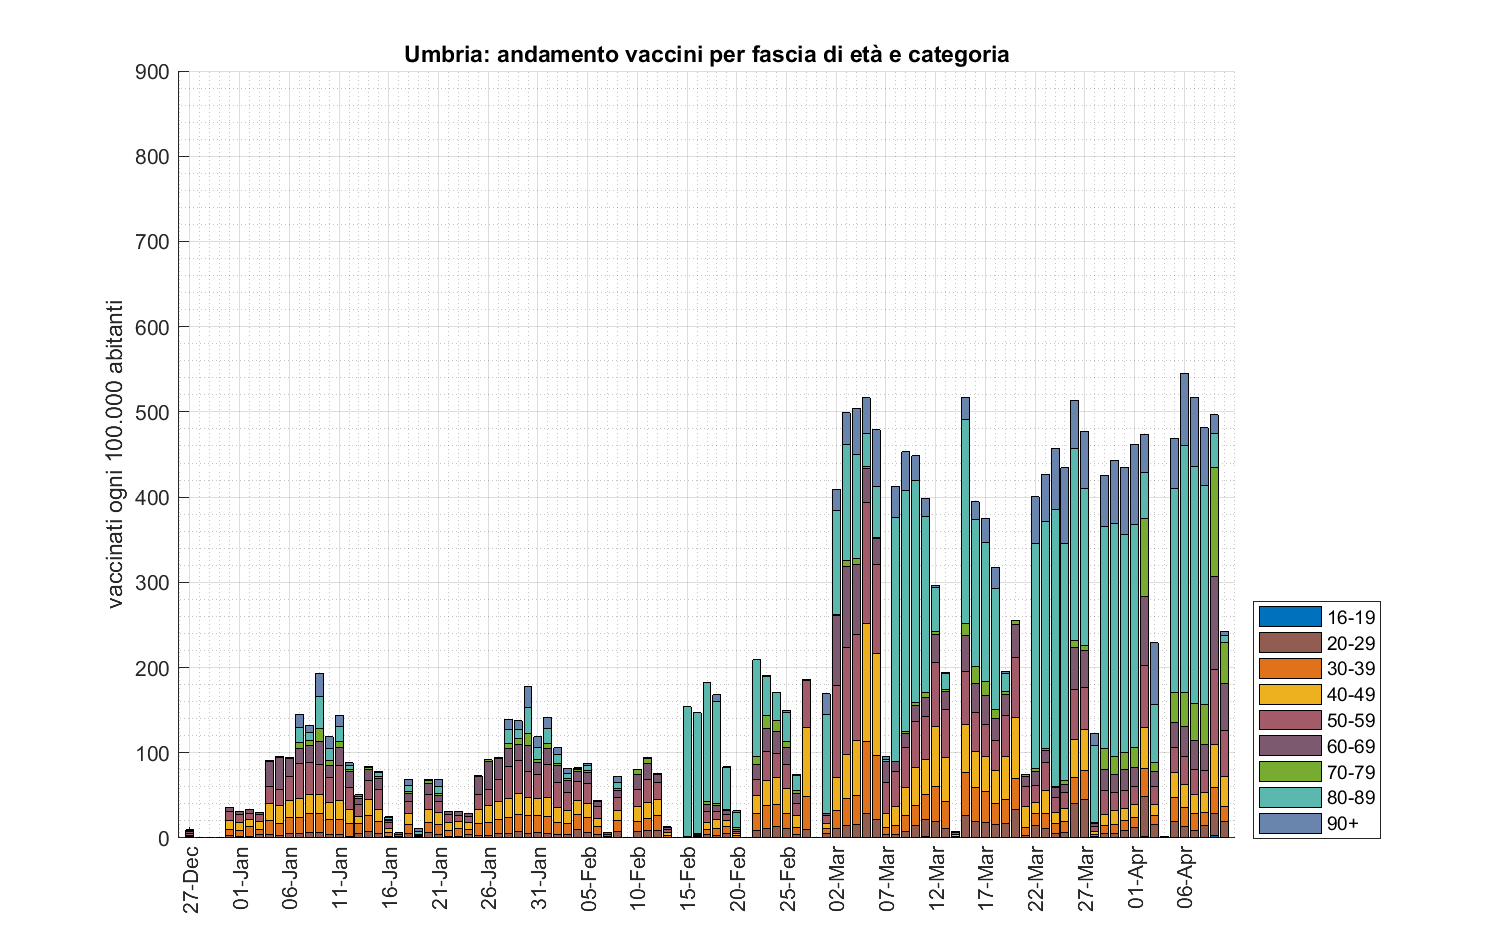 Umbria: andamento vaccini per fascia di età e categoria
vaccinati ogni 100.000 abitanti
900
800
700
600
500
400
300
200
100
0
27-Dec
01-Jan
06-Jan
11-Jan
16-Jan
21-Jan
26-Jan
31-Jan
05-Feb
10-Feb
15-Feb
20-Feb
25-Feb
02-Mar
07-Mar
12-Mar
17-Mar
22-Mar
27-Mar
01-Apr
06-Apr
16-19
20-29
30-39
40-49
50-59
60-69
70-79
80-89
90+